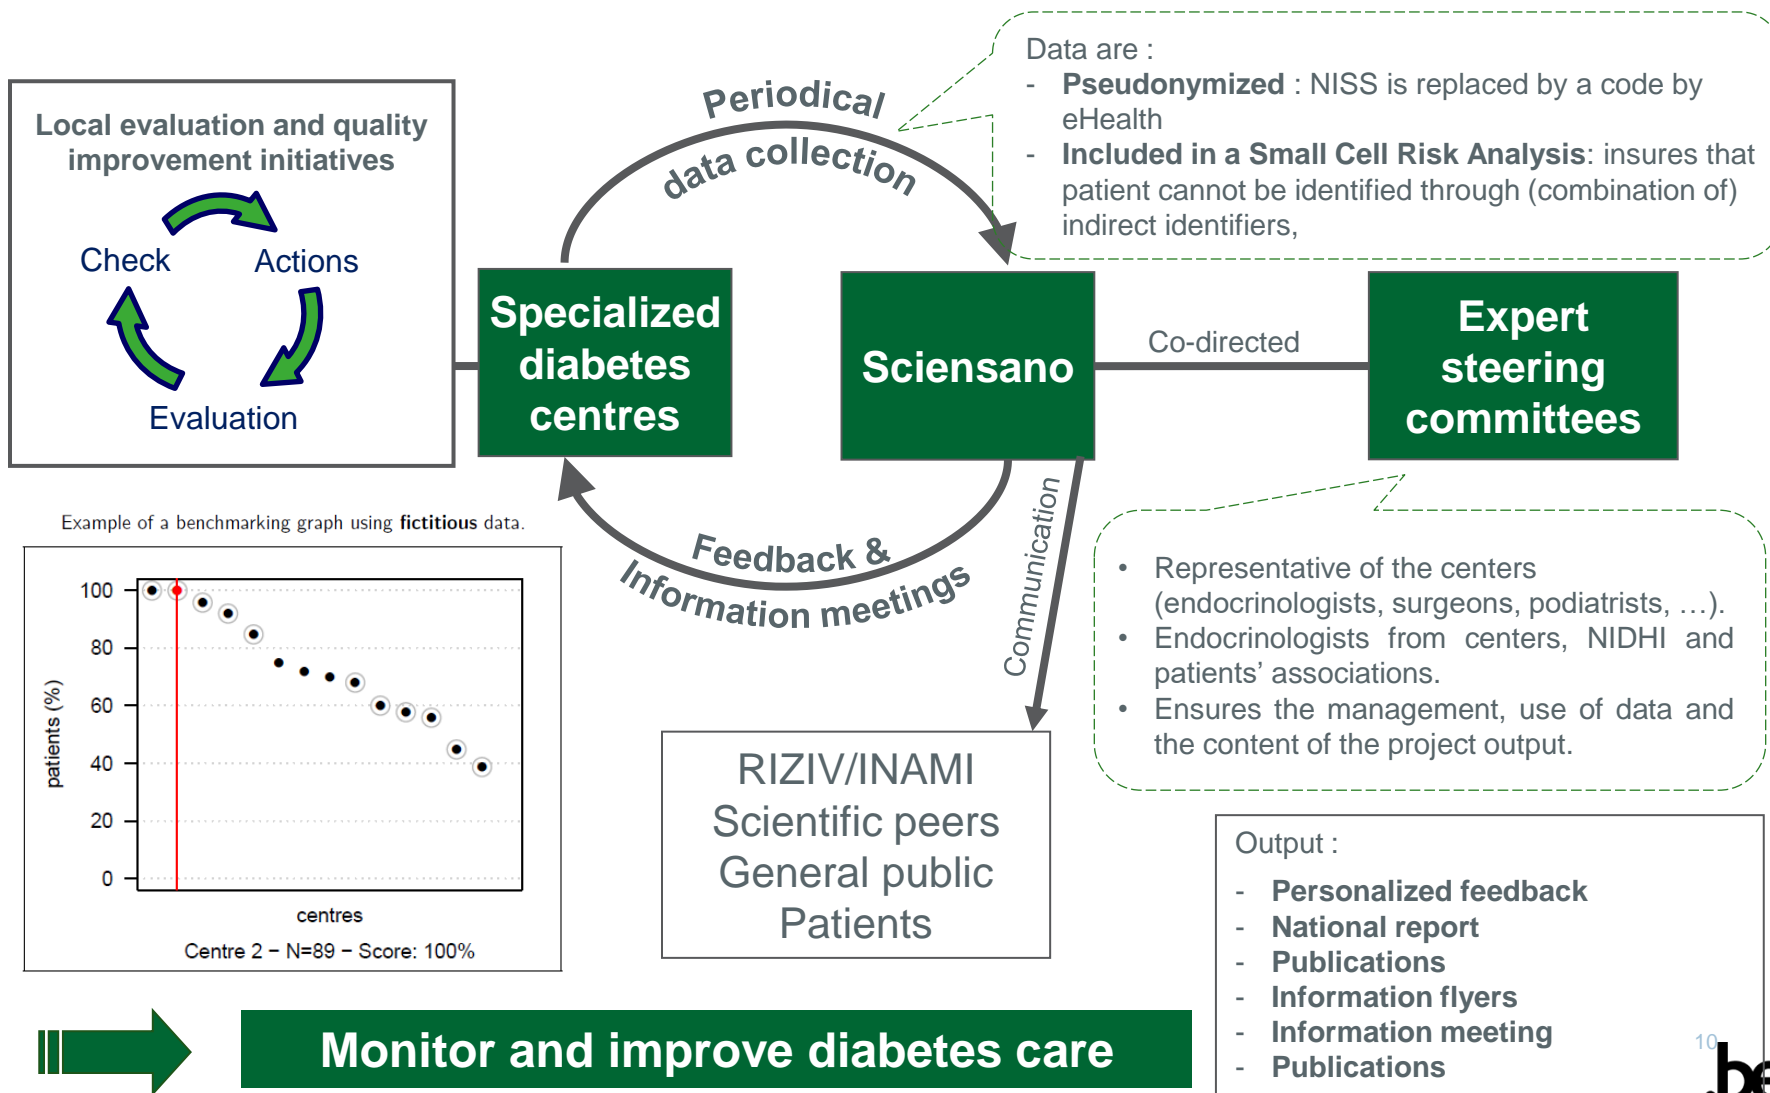 Data are :
- Pseudonymized : NISS is replaced by a code by
eHealth
- Included in a Small Cell Risk Analysis: insures that
patient cannot be identified through (combination of)
indirect identifiers,
Local evaluation and quality
improvement initiatives
Check
Actions
Evaluation
Periodical
data collection
Specialized
diabetes
centres
Sciensano
Co-directed
Expert
steering
committees
Feedback &
Information meetings
Communication
Example of a benchmarking graph using fictitious data.
100
80
60
40
20
0
patients (%)
centres
Centre 2 − N=89 − Score: 100%
• Representative of the centers
(endocrinologists, surgeons, podiatrists, …).
• Endocrinologists from centers, NIDHI and
patients’ associations.
• Ensures the management, use of data and
the content of the project output.
RIZIV/INAMI
Scientific peers
General public
Patients
Output :
- Personalized feedback
- National report
- Publications
- Information flyers
- Information meeting
- Publications
Monitor and improve diabetes care
10
.be